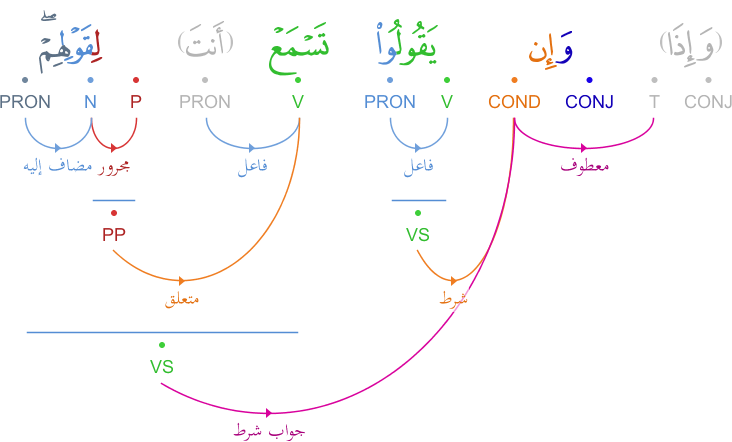 (وَإِذَا) وَإِن يَقُولُوا۟ تَسْمَعْ (أَنتَ) لِقَوْلِهِمْ ۖ
CONJ T CONJ COND V PRON V PRON P N PRON
معطوف فاعل فاعل مجرور مضاف إليه
VS PP
شرط متعلق
VS
جواب شرط